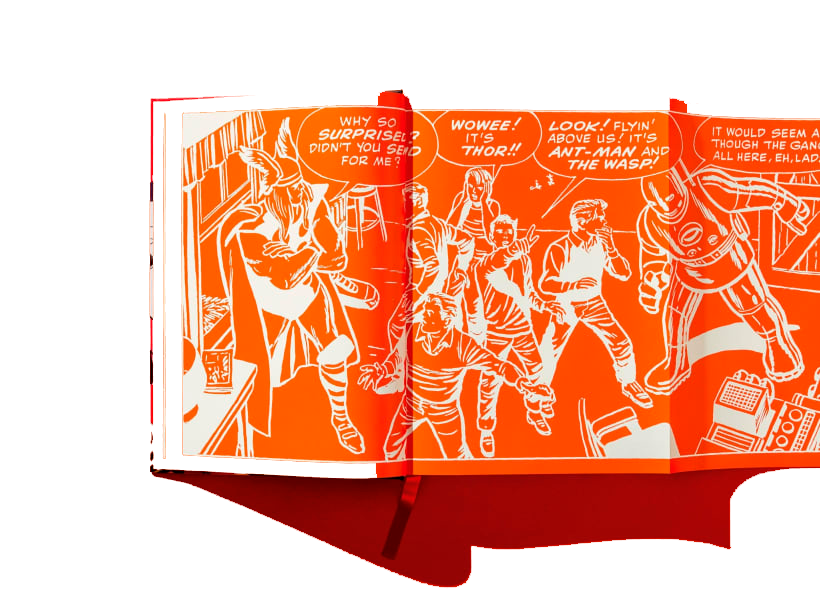 WHY SO
SURPRISED?
DIDN'T YOU SEND
FOR ME?
WOWEE!
IT'S
THOR!!
LOOK! FLYIN'
ABOVE US! IT'S
ANT-MAN AND
THE WASP!
IT WOULD SEEM A
THOUGH THE GANG
ALL HERE, EH, LAD